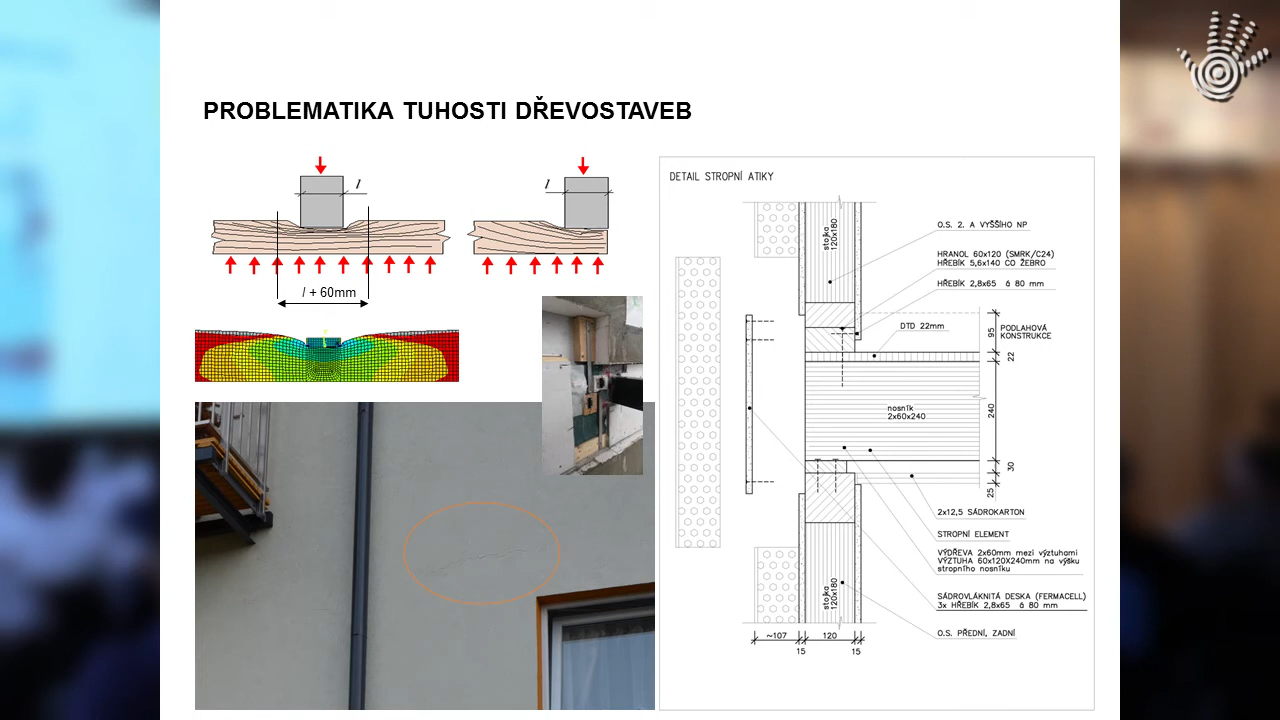 PROBLEMATIKA TUHOSTI DŘEVOSTAVEB
l
l
l + 60mm
DETAIL STROPNÍ ATIKY
stojka
120x180
O.S. 2. A VYŠŠÍHO NP
HRANOL 60x120 (SMRK/C24)
HŘEBÍK 5,6x140 CO ŽEBRO
HŘEBÍK 2,8x65 á 80 mm
DTD 22mm
95
PODLAHOVÁ
KONSTRUKCE
22
nosník
2x60x240
240
30
25
2x12,5 SÁDROKARTON
STROPNÍ ELEMENT
VÝDŘEVA 2x60mm mezi výztuhami
VÝZTUHA 60x120X240mm na výšku
stropního nosníku
stojka
120x180
SÁDROVLÁKNITÁ DESKA (FERMACELL)
3x HŘEBÍK 2,8x65 á 80 mm
O.S. PŘEDNÍ, ZADNÍ
~107
120
15
15